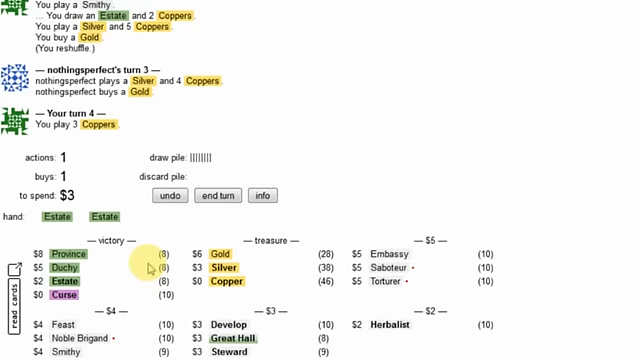 You play a Smithy.
... You draw an Estate and 2 Coppers.
You play a Silver and 5 Coppers.
You buy a Gold.
(You reshuffle.)
— nothingsperfect's turn 3 —
nothingsperfect plays a Silver and 4 Coppers.
nothingsperfect buys a Gold.
— Your turn 4 —
You play 3 Coppers.
actions: 1 draw pile: ||||||||
buys: 1 discard pile:
to spend: $3 undo end turn info
hand: Estate Estate
— victory — — treasure — — $5 —
$8 Province (8) $6 Gold (28) $5 Embassy (10)
$5 Duchy (8) $3 Silver (38) $5 Saboteur (10)
$2 Estate (8) $0 Copper (46) $5 Torturer (10)
$0 Curse (10)
read cards
— $4 — — $3 — — $2 —
$4 Feast (10) $3 Develop (10) $2 Herbalist (10)
$4 Noble Brigand (10) $3 Great Hall (8)
$4 Smithy (9) $3 Steward (9)